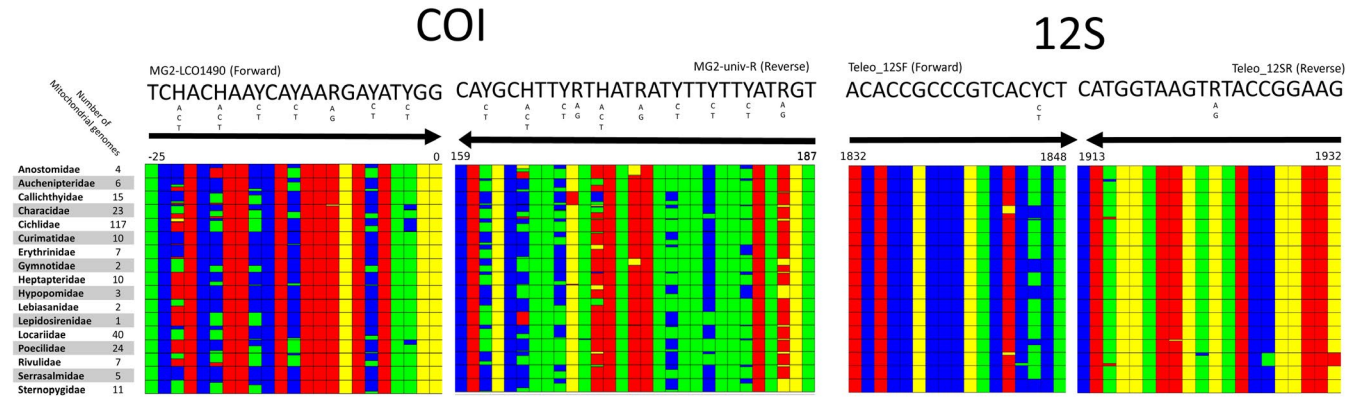 COI
12S
MG2-LCO1490 (Forward)
MG2-univ-R (Reverse)
Teleo_12SF (Forward)
Teleo_12SR (Reverse)
TCHACHAAYCAYAARGAYATYGG
CAYGCHTTYRTHATRATYTTYTTYATRGT
ACACCGCCCGTCACYCT
CATGGTAAGTRTACCGGAAG
A C T
A C T
C T
C T
A G
C T
C T
C T
A C T
C T
A G
A C T
A G
C T
C T
C T
A G
C T
A G
Number of
Mitochondrial genomes
-25 0
159 187
1832 1848
1913 1932
Anostomidae 4
Auchenipteridae 6
Callichthyidae 15
Characidae 23
Cichlidae 117
Curimatidae 10
Erythrinidae 7
Gymnotidae 2
Heptapteridae 10
Hypopomidae 3
Lebiasanidae 2
Lepidosirenidae 1
Locariidae 40
Poecilidae 24
Rivulidae 7
Serrasalmidae 5
Sternopygidae 11